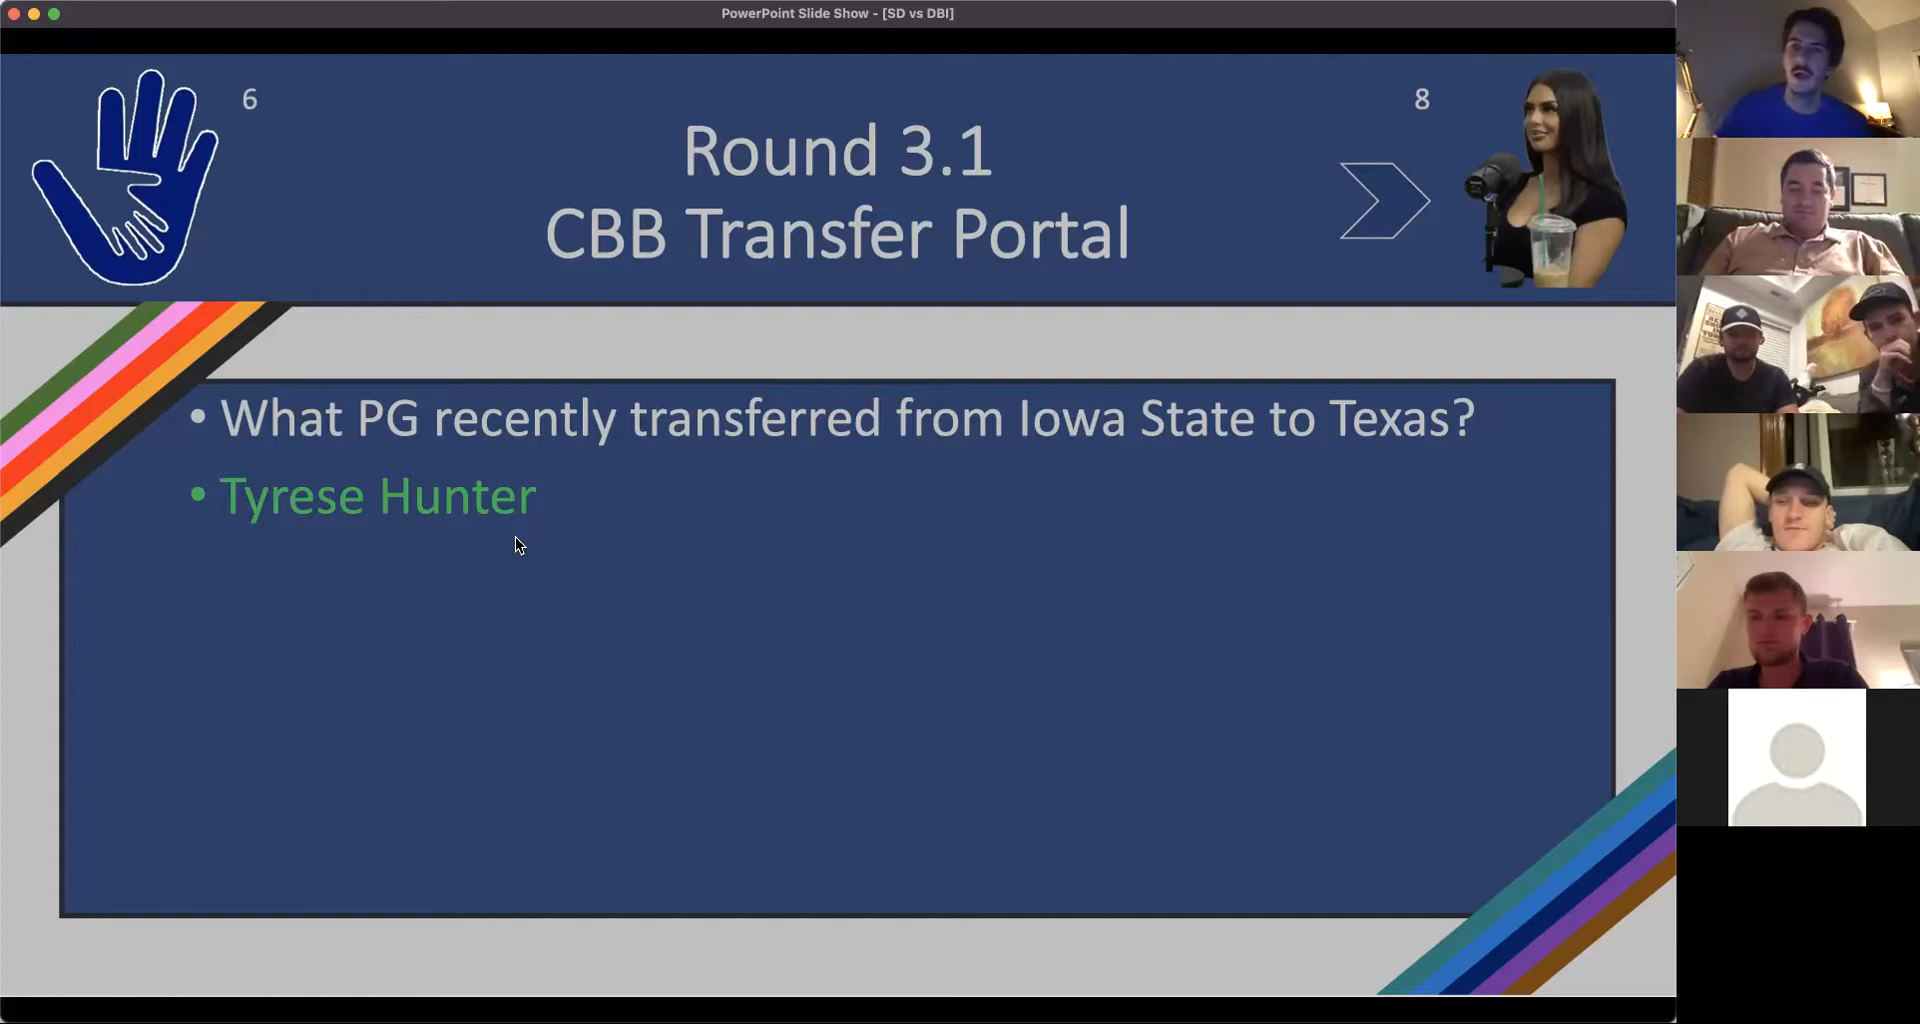 PowerPoint Slide Show - [SD vs DBI]
6
8
Round 3.1
CBB Transfer Portal
• What PG recently transferred from Iowa State to Texas?
• Tyrese Hunter